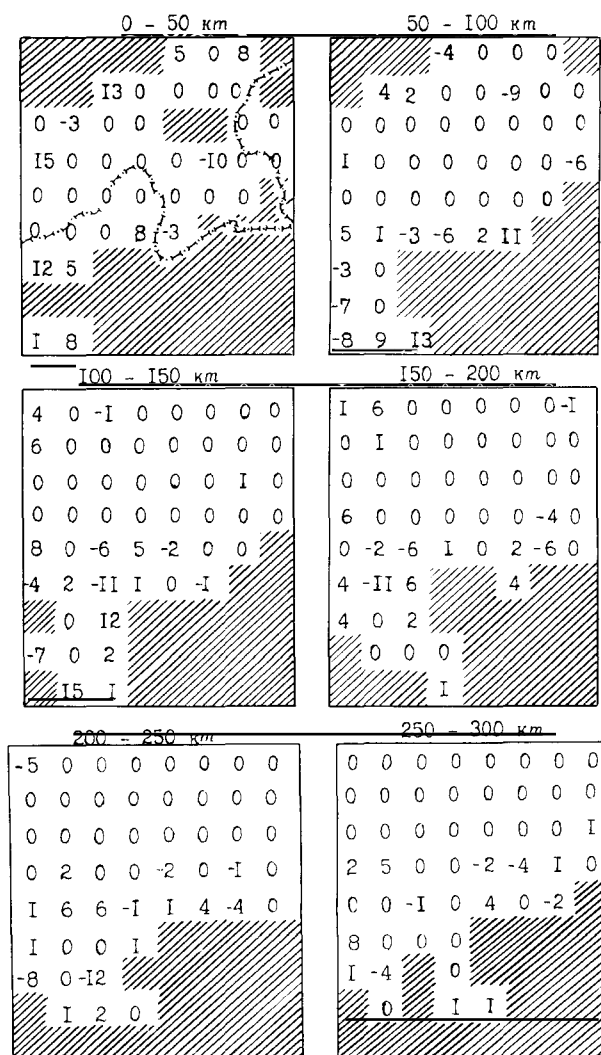 0 – 50 км
50 – I00 км
5 0 8
I3 0 0 0 0
0 -3 0 0 0 0
I5 0 0 0 0 -I0 0 0
0 0 0 0 0 0 0
0 0 0 8 -3
I2 5
I 8
-4 0 0 0
4 2 0 0 -9 0 0
0 0 0 0 0 0 0 0
I 0 0 0 0 0 0 -6
0 0 0 0 0 0 0
5 I -3 -6 2 II
-3 0
-7 0
-8 9 I3
I00 – I50 км
I50 – 200 км
4 0 -I 0 0 0 0 0
6 0 0 0 0 0 0 0
0 0 0 0 0 0 I 0
0 0 0 0 0 0 0 0
8 0 -6 5 -2 0 0
-4 2 -II I 0 -I
0 I2
-7 0 2
I5 I
I 6 0 0 0 0 0 -I
0 I 0 0 0 0 0 0
0 0 0 0 0 0 0 0
6 0 0 0 0 0 -4 0
0 -2 -6 I 0 2 -6 0
4 -II 6 4
4 0 2
0 0 0
I
200 – 250 км
250 – 300 км
-5 0 0 0 0 0 0 0
0 0 0 0 0 0 0 0
0 0 0 0 0 0 0 0
0 2 0 0 -2 0 -I 0
I 6 6 -I I 4 -4 0
I 0 0 I
-8 0 -I2
I 2 0
0 0 0 0 0 0 0 0
0 0 0 0 0 0 0 0
0 0 0 0 0 0 0 I
2 5 0 0 -2 -4 I 0
0 0 -I 0 4 0 -2
8 0 0 0
I -4 0
0 I I